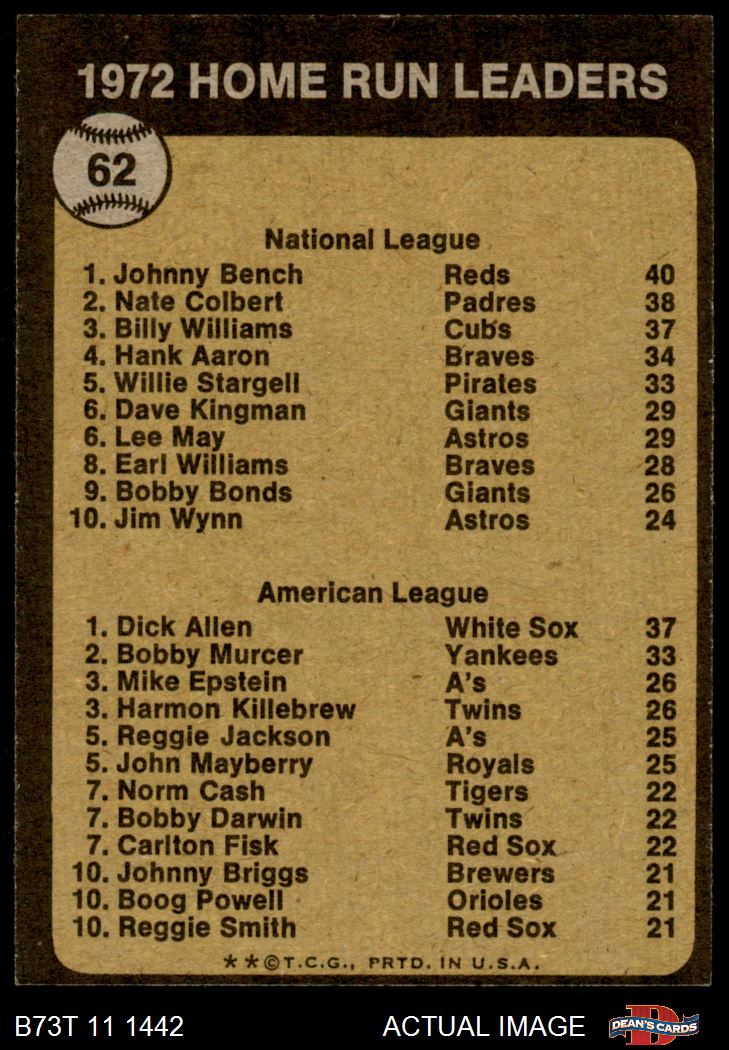 1972 HOME RUN LEADERS
62
National League
1. Johnny Bench Reds 40
2. Nate Colbert Padres 38
3. Billy Williams Cubs 37
4. Hank Aaron Braves 34
5. Willie Stargell Pirates 33
6. Dave Kingman Giants 29
6. Lee May Astros 29
8. Earl Williams Braves 28
9. Bobby Bonds Giants 26
10. Jim Wynn Astros 24
American League
1. Dick Allen White Sox 37
2. Bobby Murcer Yankees 33
3. Mike Epstein A's 26
3. Harmon Killebrew Twins 26
5. Reggie Jackson A's 25
5. John Mayberry Royals 25
7. Norm Cash Tigers 22
7. Bobby Darwin Twins 22
7. Carlton Fisk Red Sox 22
10. Johnny Briggs Brewers 21
10. Boog Powell Orioles 21
10. Reggie Smith Red Sox 21
**©T.C.G., PRTD. IN U.S.A.
B73T 11 1442 ACTUAL IMAGE D DEAN'S CARDS